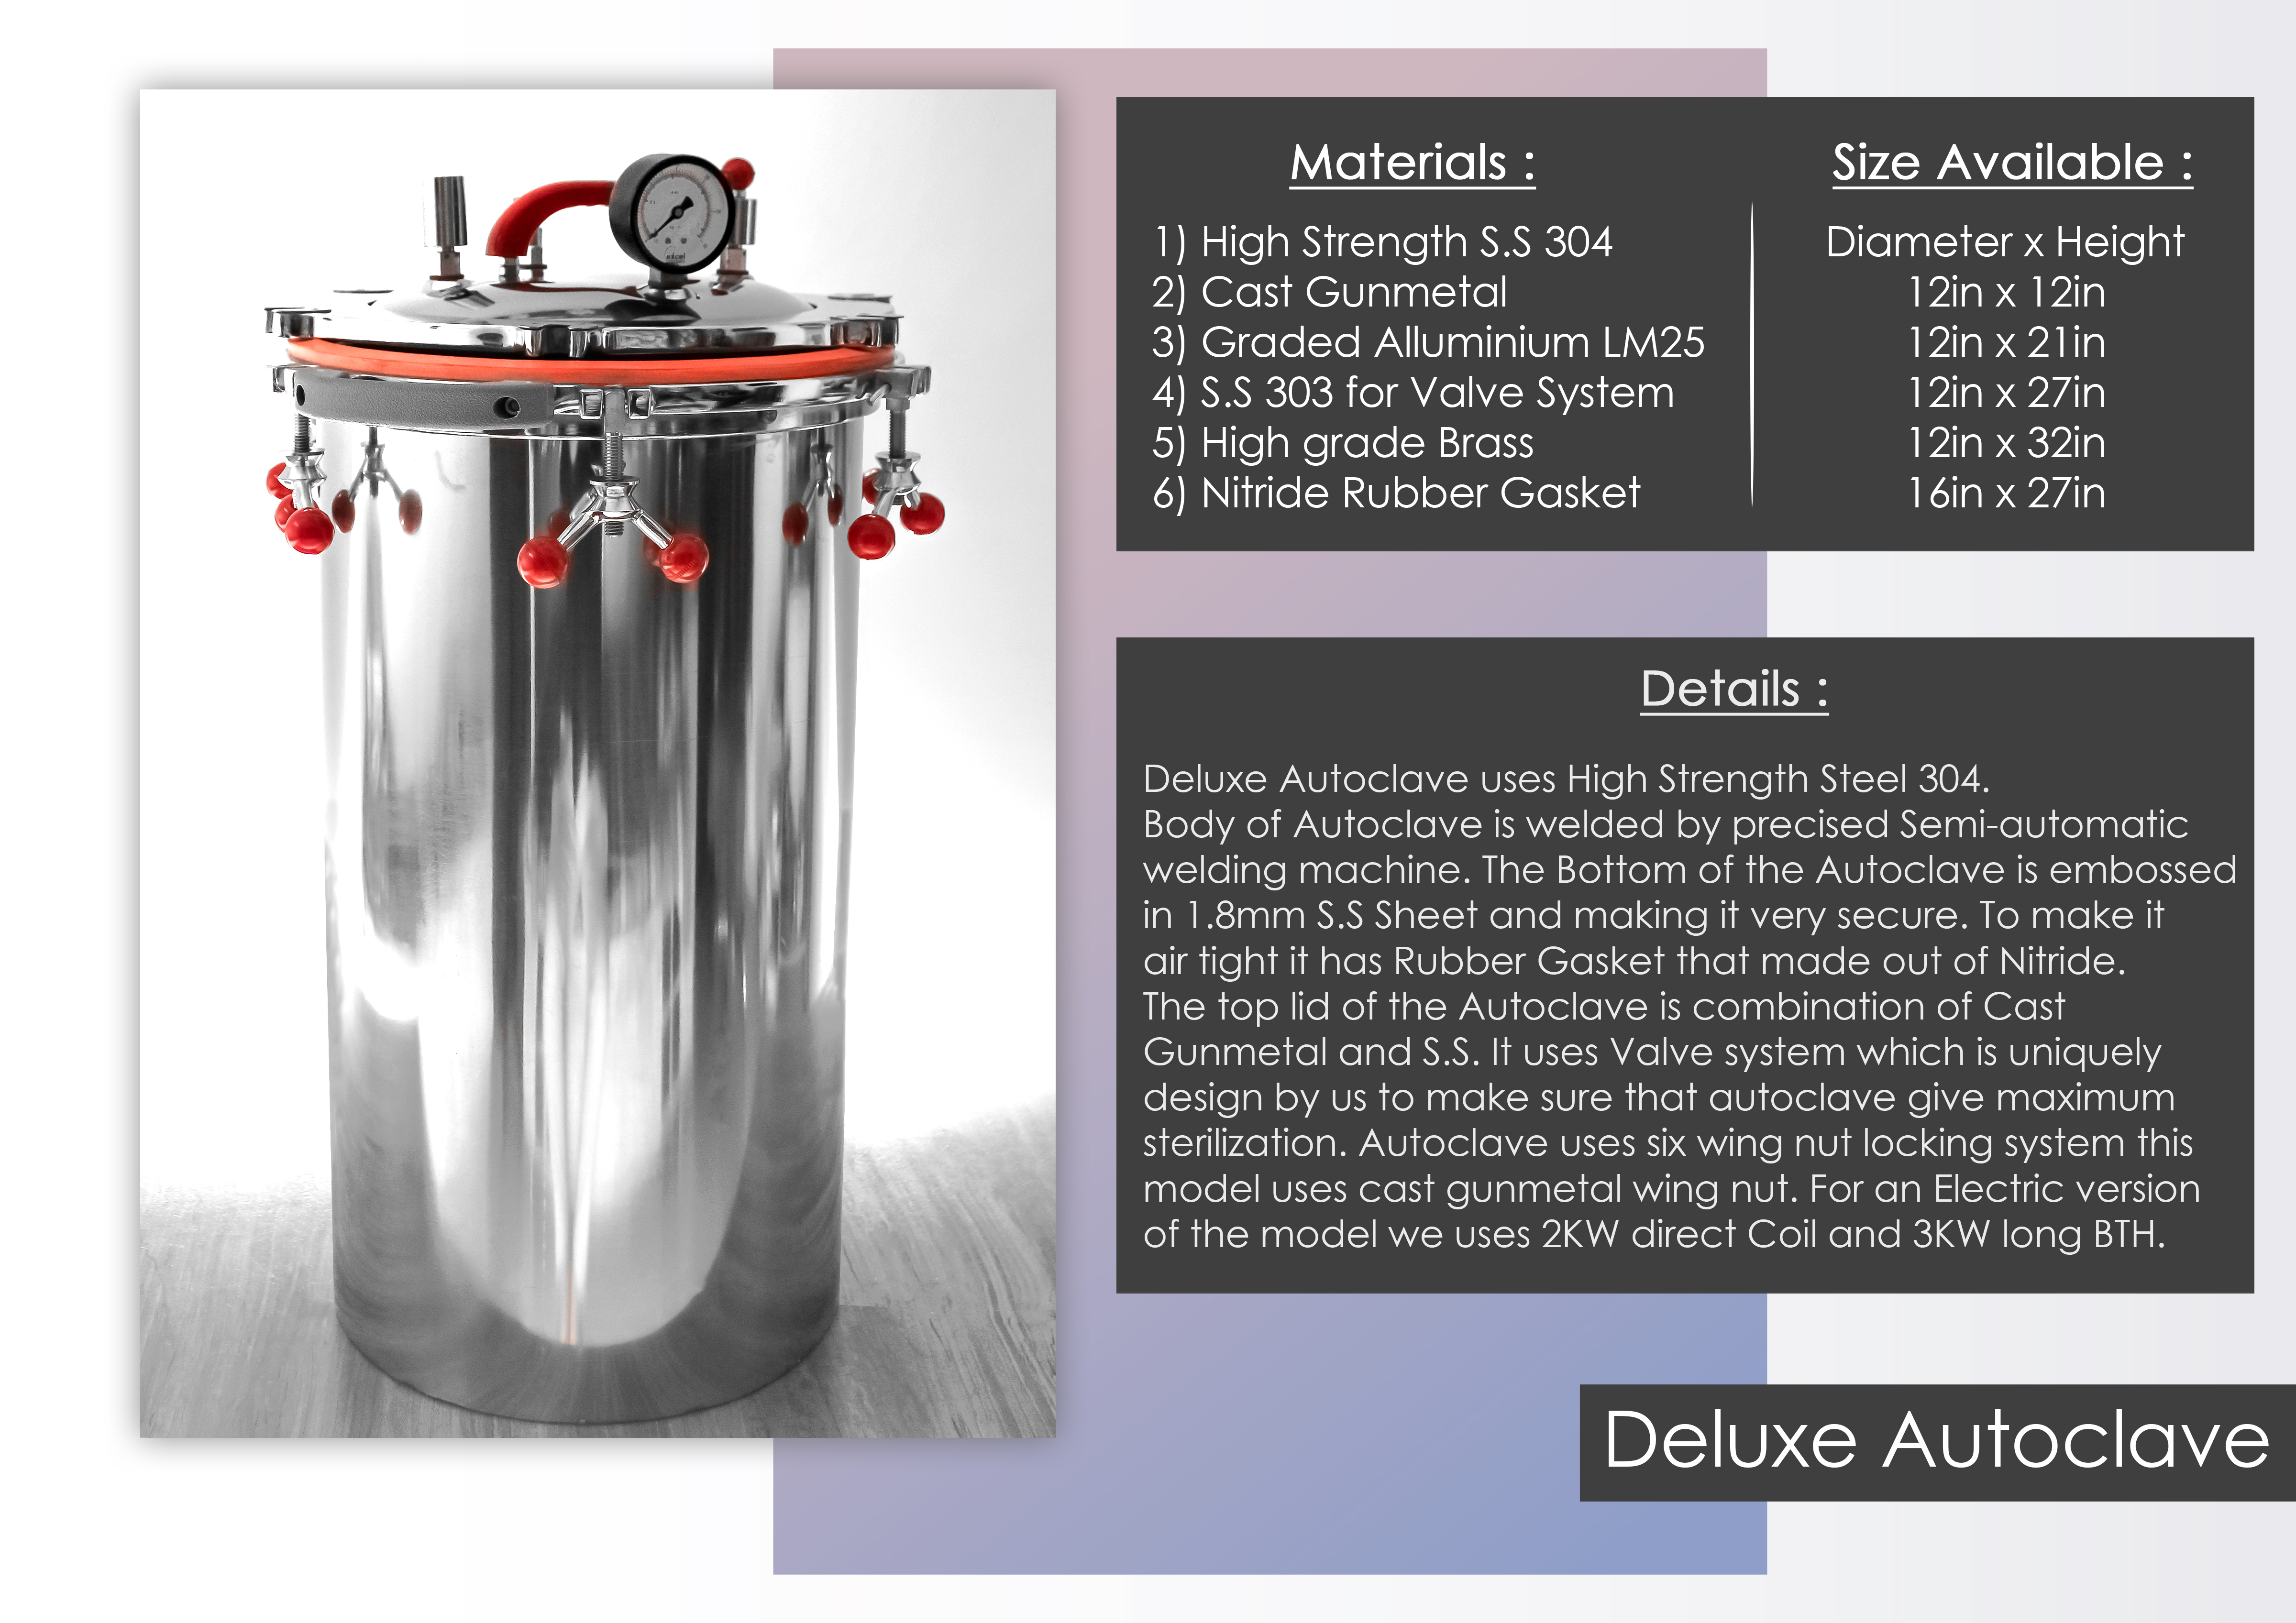 Materials :
1) High Strength S.S 304
2) Cast Gunmetal
3) Graded Alluminium LM25
4) S.S 303 for Valve System
5) High grade Brass
6) Nitride Rubber Gasket
Size Available :
Diameter x Height
12in x 12in
12in x 21in
12in x 27in
12in x 32in
16in x 27in
excel
Details :
Deluxe Autoclave uses High Strength Steel 304.
Body of Autoclave is welded by precised Semi-automatic
welding machine. The Bottom of the Autoclave is embossed
in 1.8mm S.S Sheet and making it very secure. To make it
air tight it has Rubber Gasket that made out of Nitride.
The top lid of the Autoclave is combination of Cast
Gunmetal and S.S. It uses Valve system which is uniquely
design by us to make sure that autoclave give maximum
sterilization. Autoclave uses six wing nut locking system this
model uses cast gunmetal wing nut. For an Electric version
of the model we uses 2KW direct Coil and 3KW long BTH.
Deluxe Autoclave